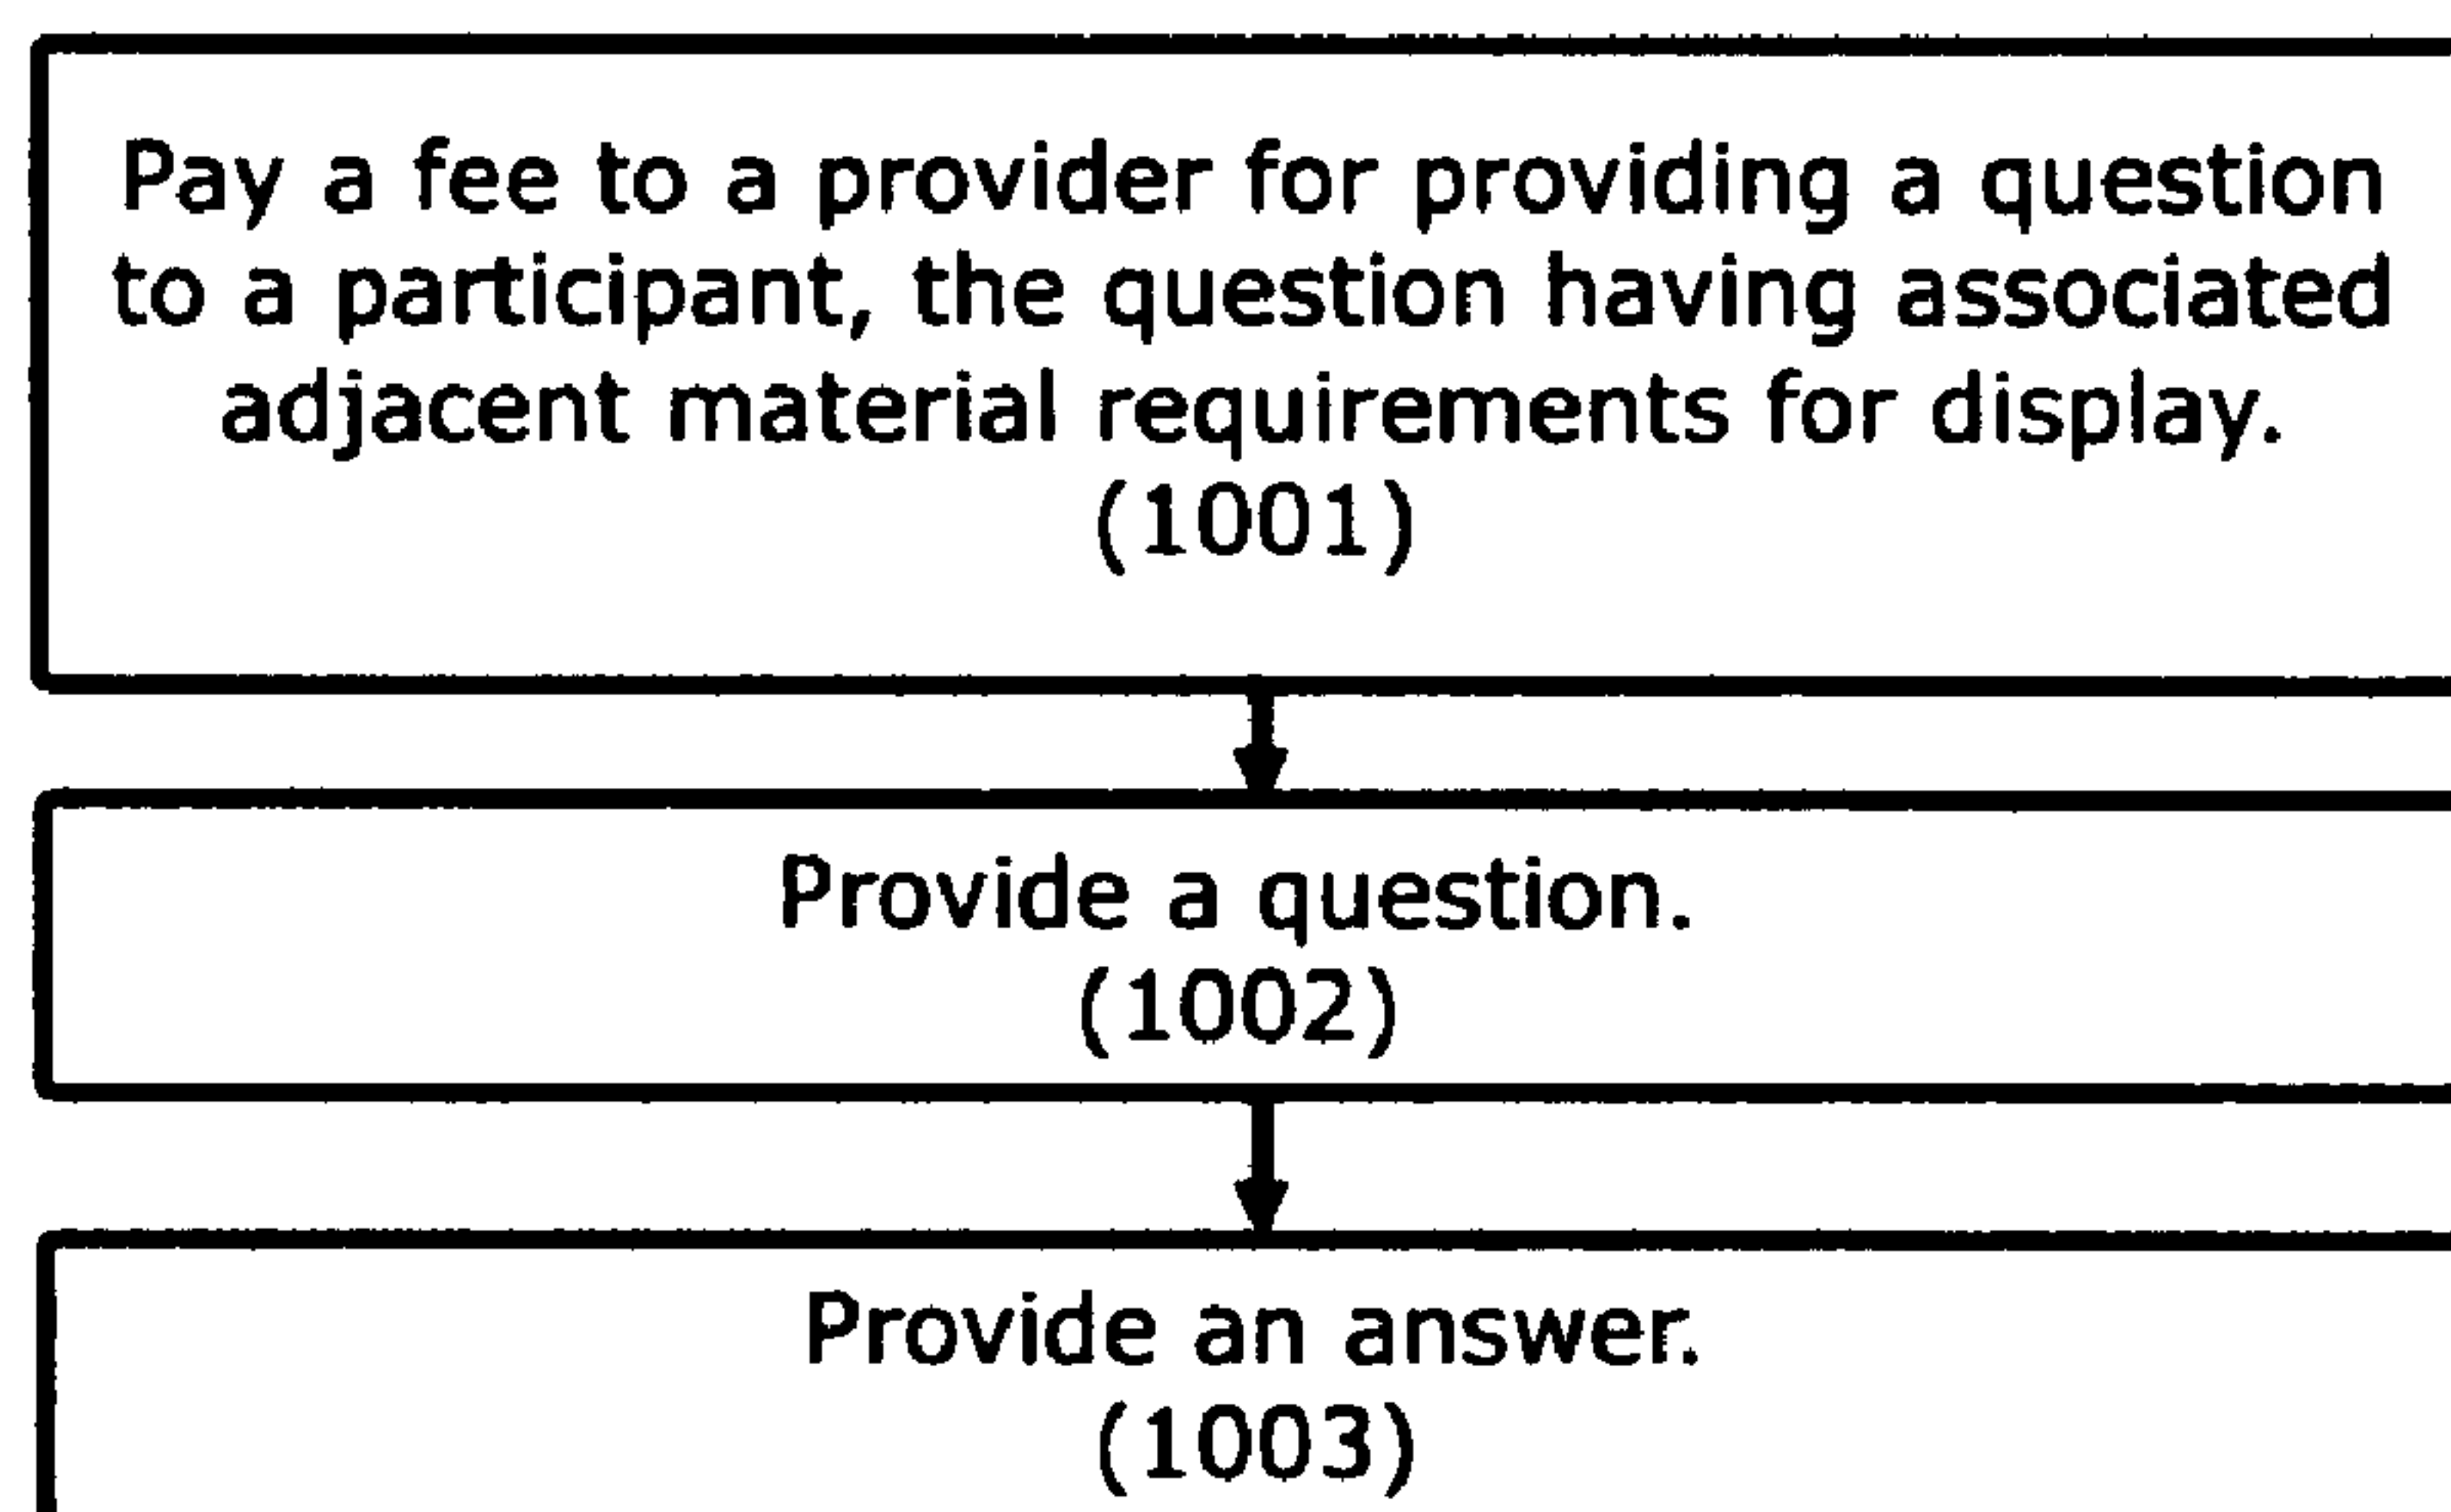 Pay a fee to a provider for providing a question
to a participant, the question having associated
adjacent material requirements for display.
(1001)
Provide a question.
(1002)
Provide an answer.
(1003)